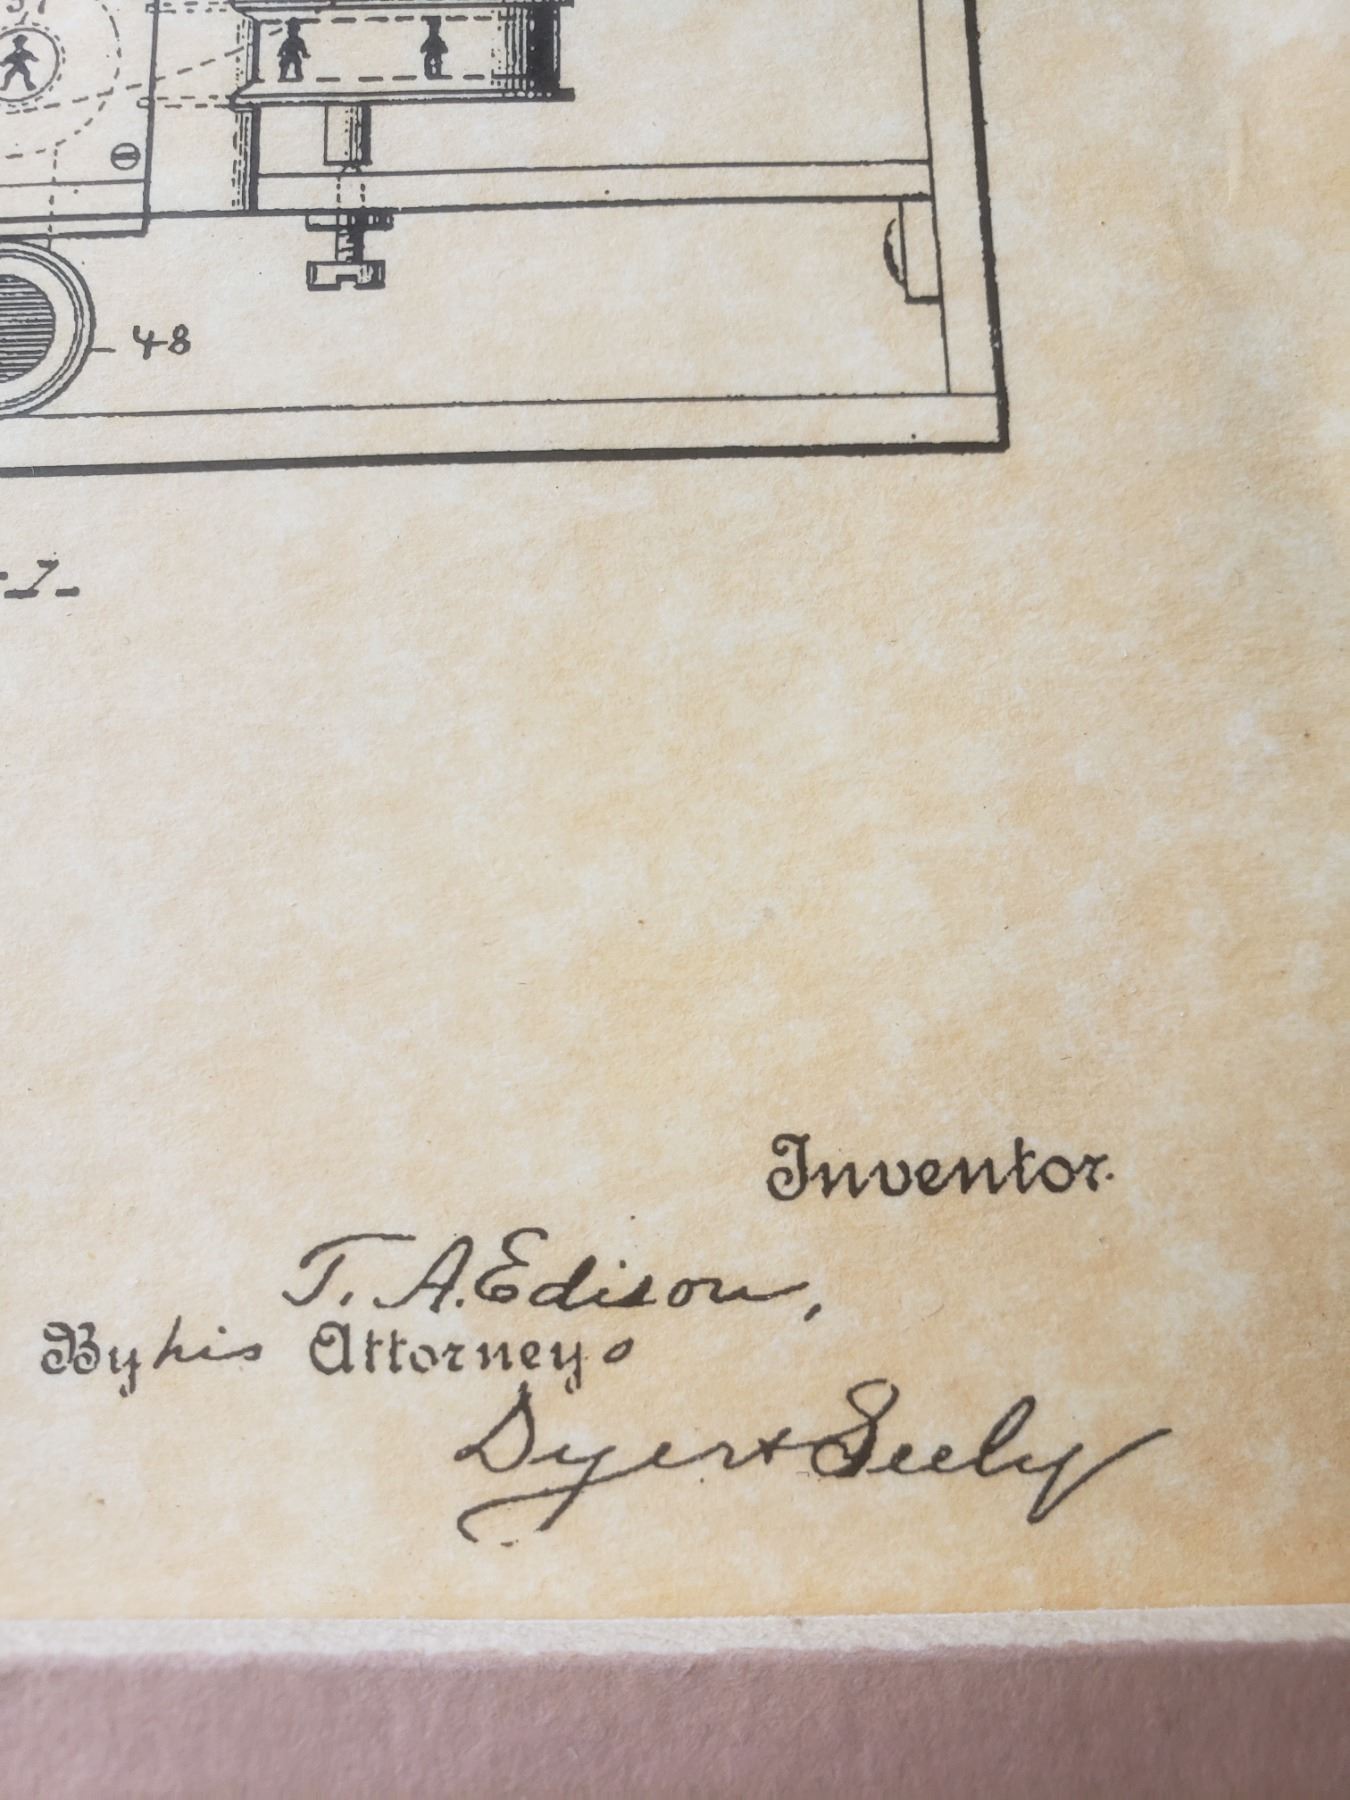 48
Inventor.
T. A. Edison,
By his Attorneys
Dyer & Seely